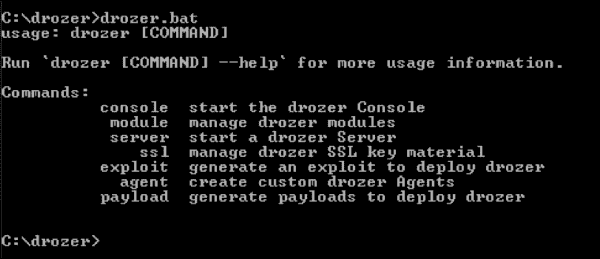 C:\drozer>drozer.bat
usage: drozer [COMMAND]
Run `drozer [COMMAND] --help` for more usage information.
Commands:
console  start the drozer Console
module  manage drozer modules
server  start a drozer Server
ssl  manage drozer SSL key material
exploit  generate an exploit to deploy drozer
agent  create custom drozer Agents
payload  generate payloads to deploy drozer
C:\drozer>